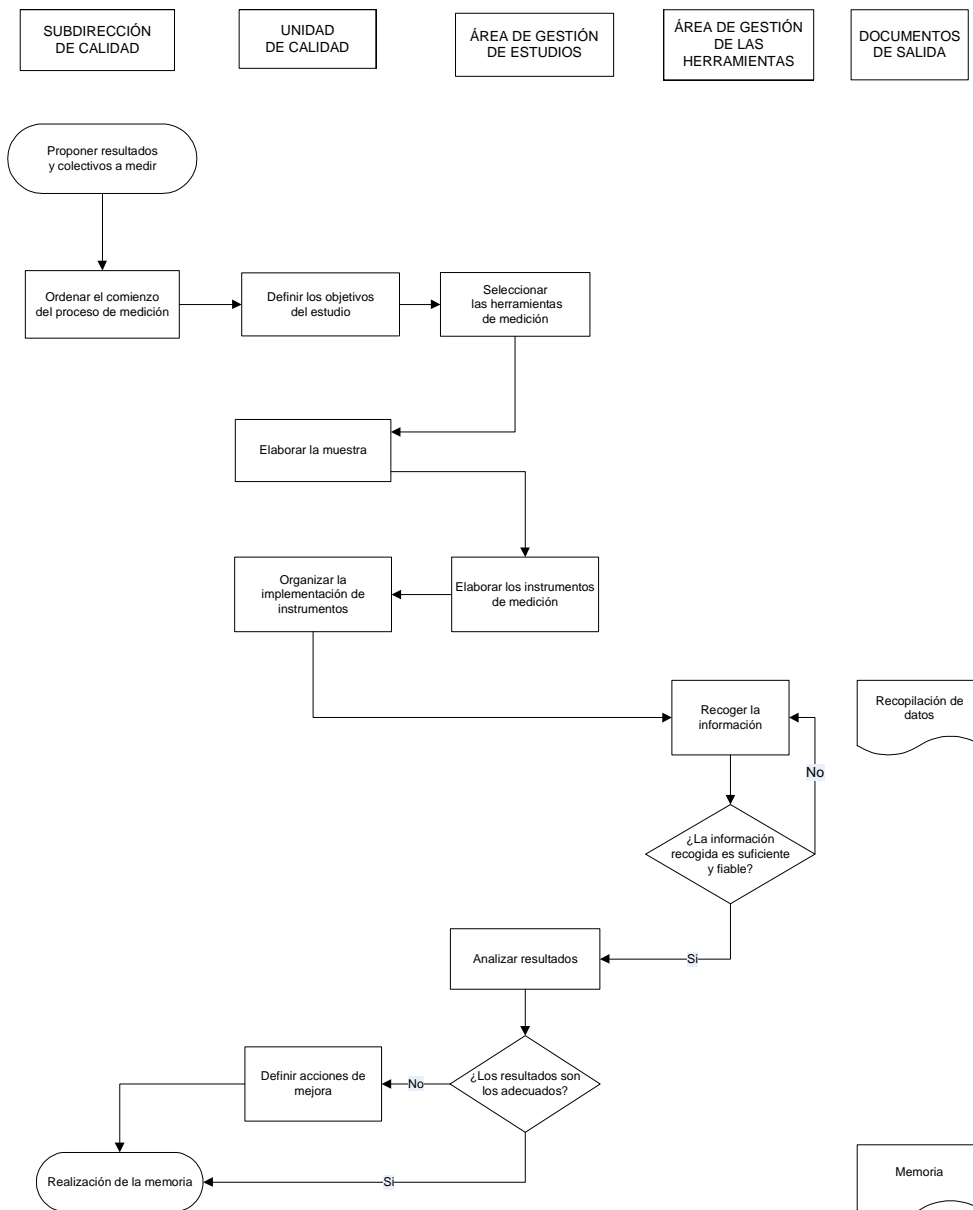 SUBDIRECCIÓN
DE CALIDAD
UNIDAD
DE CALIDAD
ÁREA DE GESTIÓN
DE ESTUDIOS
ÁREA DE GESTIÓN
DE LAS
HERRAMIENTAS
DOCUMENTOS
DE SALIDA
Proponer resultados
y colectivos a medir
Ordenar el comienzo
del proceso de medición
Definir los objetivos
del estudio
Seleccionar
las herramientas
de medición
Elaborar la muestra
Organizar la
implementación de
instrumentos
Elaborar los instrumentos
de medición
Recoger la
información
Recopilación de
datos
No
¿La información
recogida es suficiente
y fiable?
Analizar resultados
Si
Definir acciones de
mejora
No
¿Los resultados son
los adecuados?
Realización de la memoria
Si
Memoria